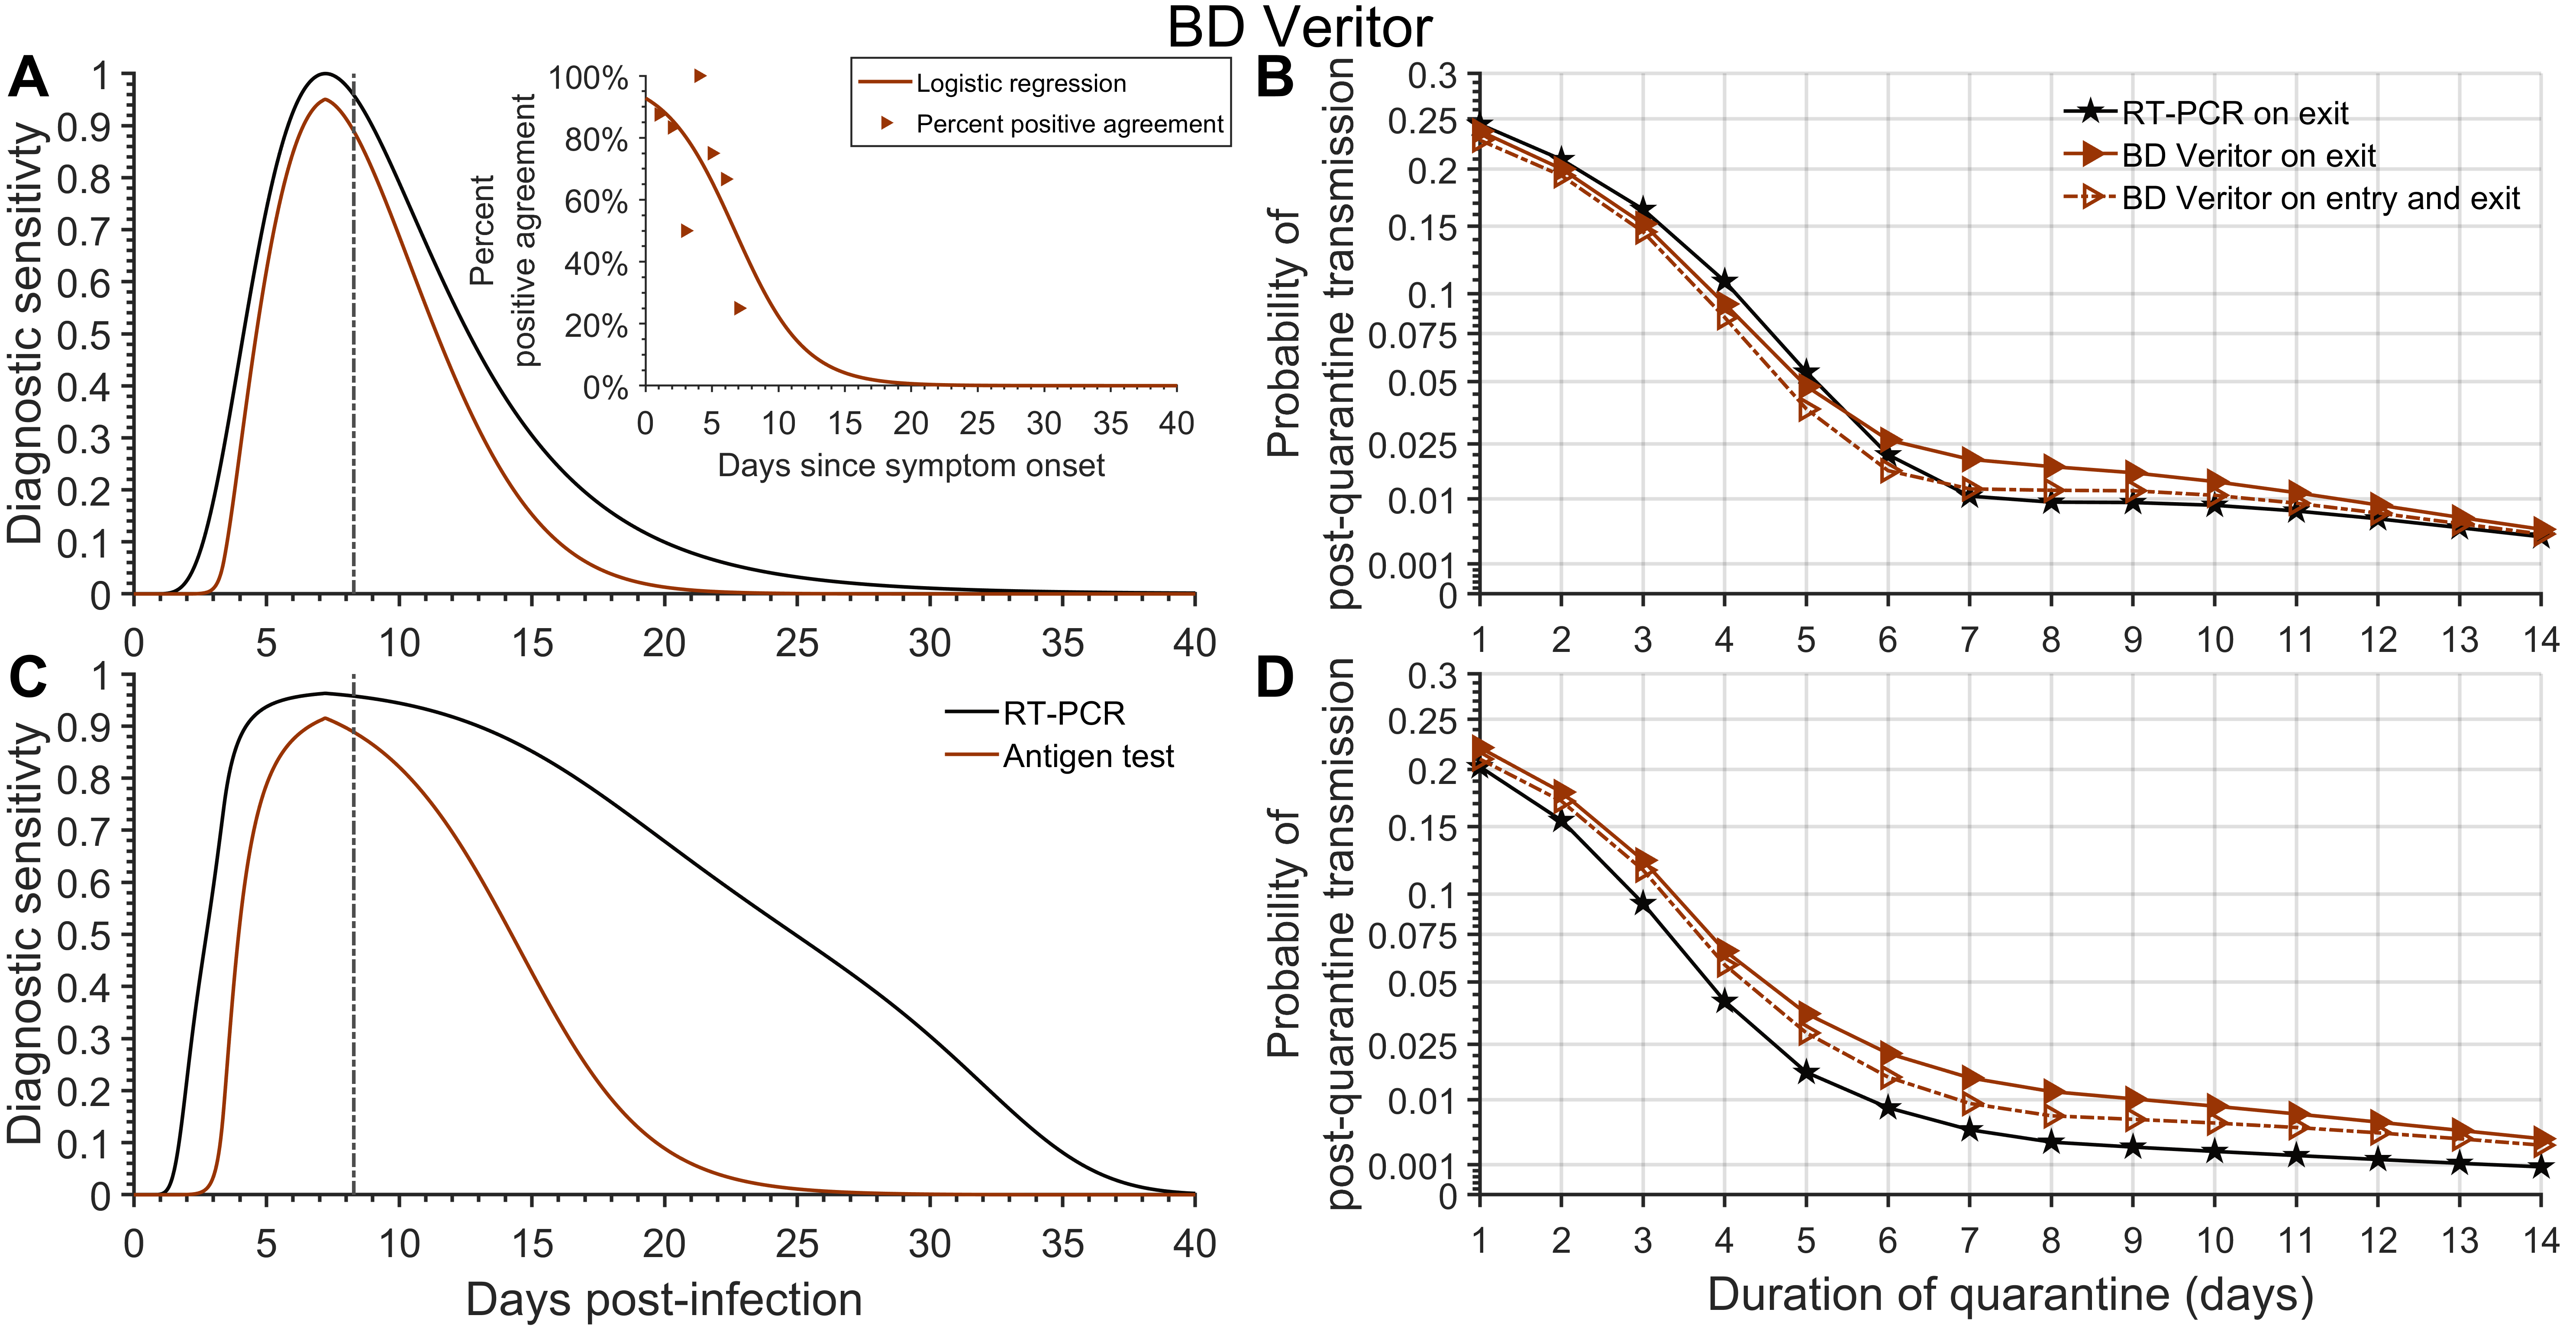 BD Veritor
A
1
0.9
0.8
0.7
0.6
0.5
0.4
0.3
0.2
0.1
0
Diagnostic sensitivty
0 5 10 15 20 25 30 35 40
100%
80%
60%
40%
20%
0%
Percent
positive agreement
0 5 10 15 20 25 30 35 40
Days since symptom onset
Logistic regression
Percent positive agreement
B
0.3
0.25
0.2
0.15
0.1
0.075
0.05
0.025
0.01
0.001
0
Probability of
post-quarantine transmission
RT-PCR on exit
BD Veritor on exit
BD Veritor on entry and exit
1 2 3 4 5 6 7 8 9 10 11 12 13 14
C
1
0.9
0.8
0.7
0.6
0.5
0.4
0.3
0.2
0.1
0
Diagnostic sensitivty
RT-PCR
Antigen test
0 5 10 15 20 25 30 35 40
Days post-infection
D
0.3
0.25
0.2
0.15
0.1
0.075
0.05
0.025
0.01
0.001
0
Probability of
post-quarantine transmission
1 2 3 4 5 6 7 8 9 10 11 12 13 14
Duration of quarantine (days)